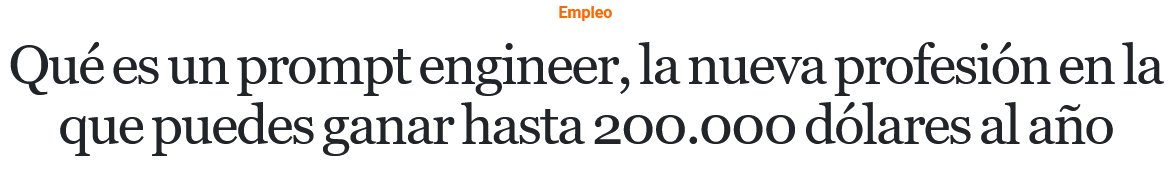 Empleo
Qué es un prompt engineer, la nueva profesión en la
que puedes ganar hasta 200.000 dólares al año